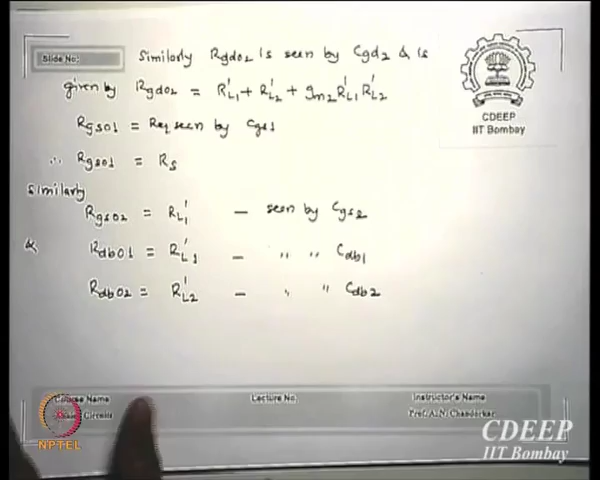 Slide No:
Similarly Rgdo2 is seen by Cgd2 & is
given by Rgdo2 = R'L1 + R'L2 + gm2 R'L1 R'L2
Rgso1 = Req seen by Cgs1
∴ Rgso1 = Rs
Similarly
Rgso2 = R'L1 — seen by Cgs2
& Rdbo1 = R'L1 — " " Cdb1
Rdbo2 = R'L2 — " " Cdb2
CDEEP
IIT Bombay
Course Name
Lecture No.
Instructor's Name
Circuits
Prof. A. N. Chandorkar
NPTEL
CDEEP
IIT Bombay